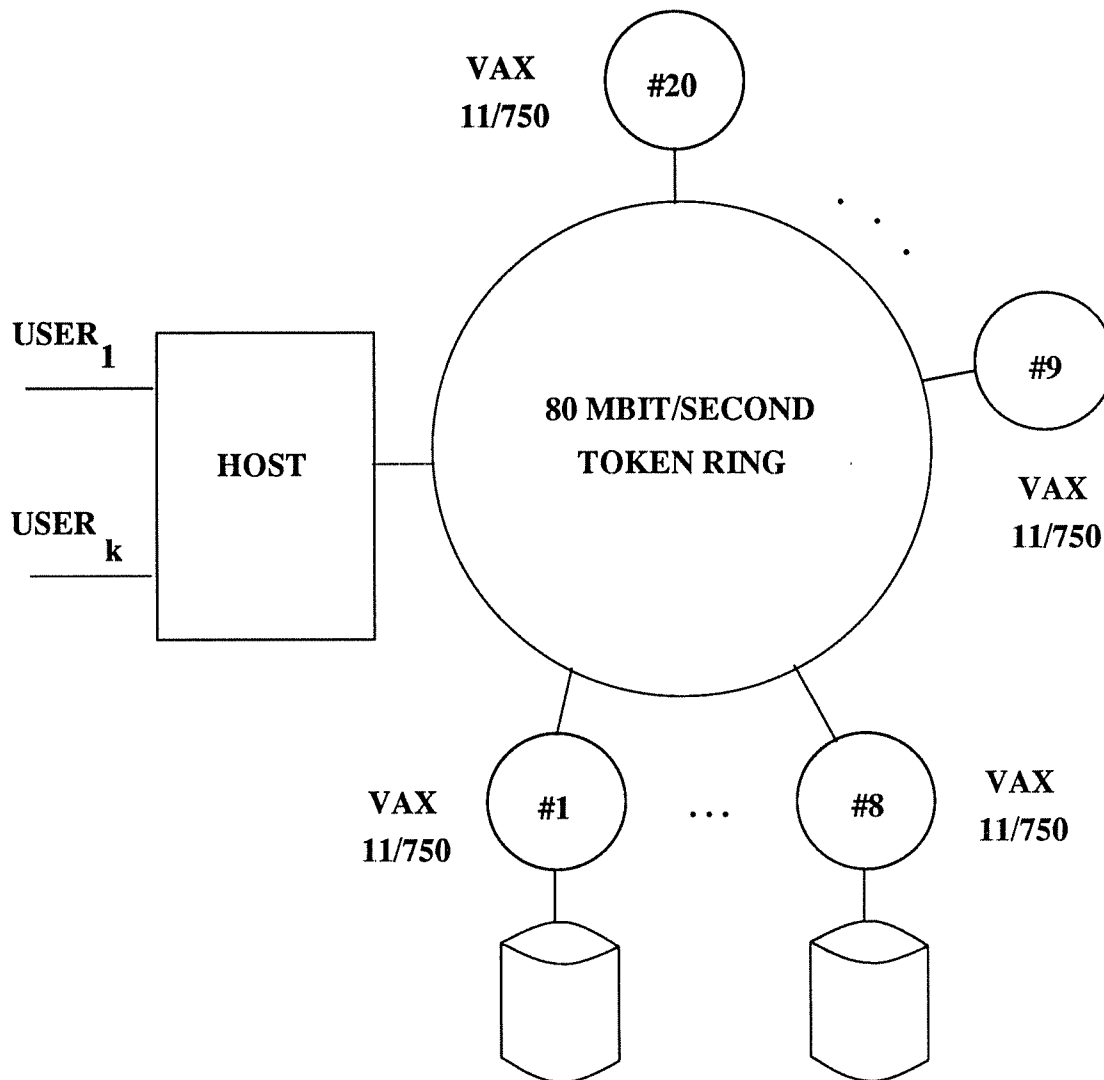 VAX
11/750
#20
USER 1
HOST
80 MBIT/SECOND
TOKEN RING
#9
USER k
VAX
11/750
VAX
11/750
#1
...
#8
VAX
11/750